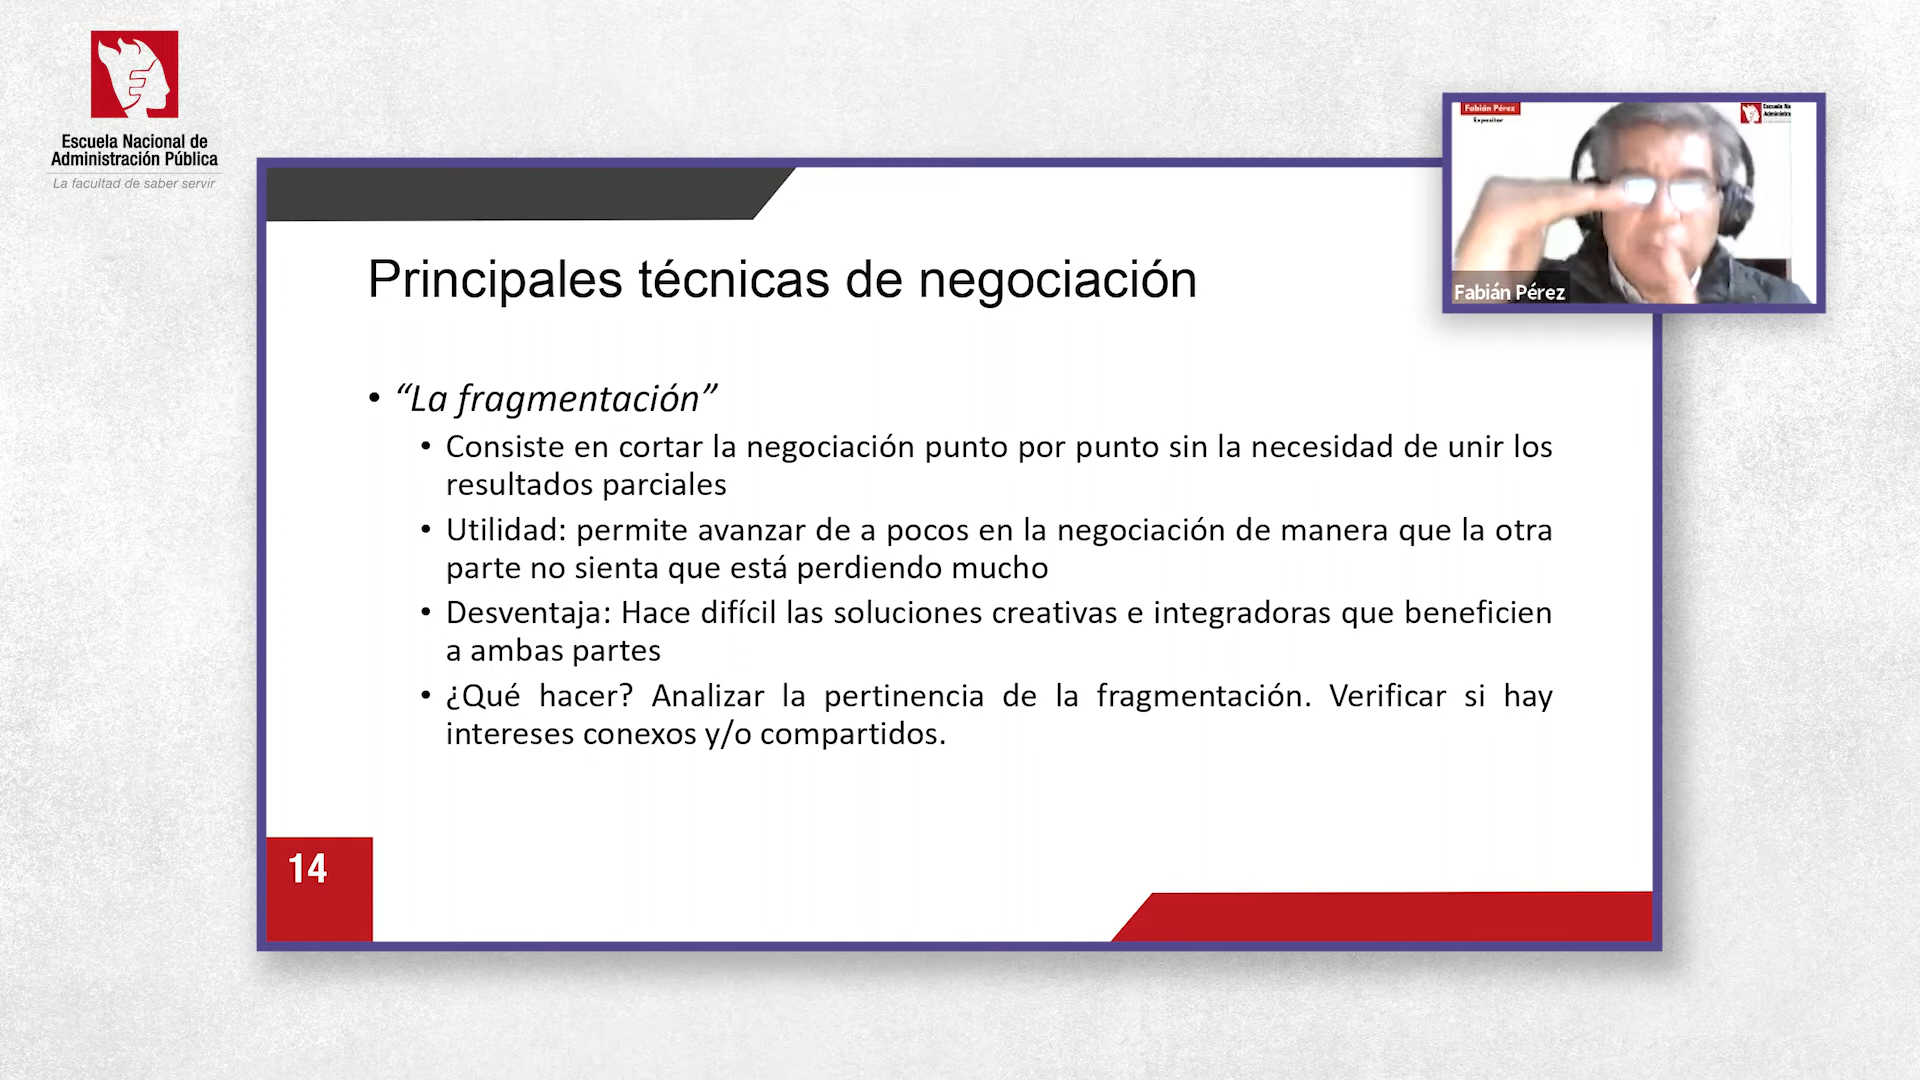 Escuela Nacional de
Administración Pública
La facultad de saber servir
Fabián Pérez
Expositor
Fabián Pérez
Principales técnicas de negociación
• “La fragmentación”
• Consiste en cortar la negociación punto por punto sin la necesidad de unir los
resultados parciales
• Utilidad: permite avanzar de a pocos en la negociación de manera que la otra
parte no sienta que está perdiendo mucho
• Desventaja: Hace difícil las soluciones creativas e integradoras que beneficien
a ambas partes
• ¿Qué hacer? Analizar la pertinencia de la fragmentación. Verificar si hay
intereses conexos y/o compartidos.
14